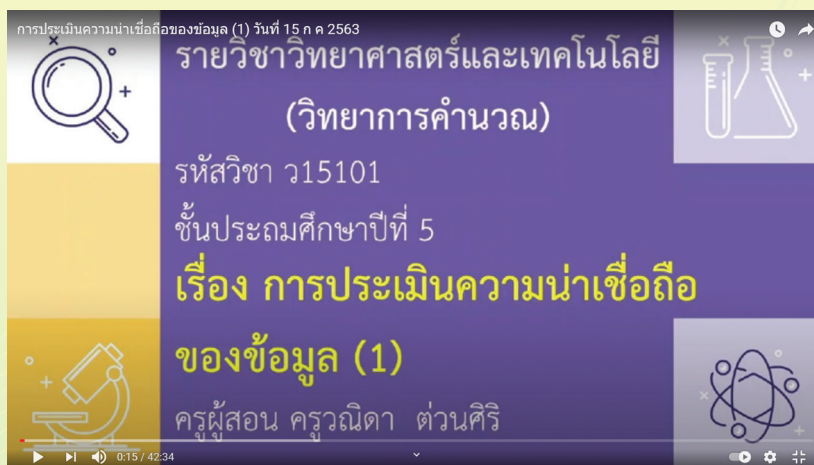 การประเมินความน่าเชื่อถือของข้อมูล (1) วันที่ 15 ก ค 2563
รายวิชาวิทยาศาสตร์และเทคโนโลยี
(วิทยาการคำนวณ)
รหัสวิชา ว15101
ชั้นประถมศึกษาปีที่ 5
เรื่อง การประเมินความน่าเชื่อถือ
ของข้อมูล (1)
ครูผู้สอน ครูวณิดา ต่วนศิริ
0:15 / 42:34